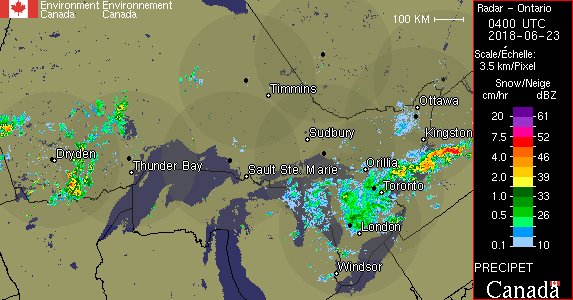 Environment Environnement
Canada Canada
100 KM
Timmins
Ottawa
Sudbury
Kingston
Dryden
Thunder Bay
Sault Ste. Marie
Orillia
Toronto
London
Windsor
Radar - Ontario
0400 UTC
2018-06-23
Scale/Échelle:
3.5 km/Pixel
Snow/Neige
cm/hr dBZ
20 61
7.5 52
4.0 46
2.0 39
1.0 33
0.5 26
0.1 10
PRECIPET
Canada